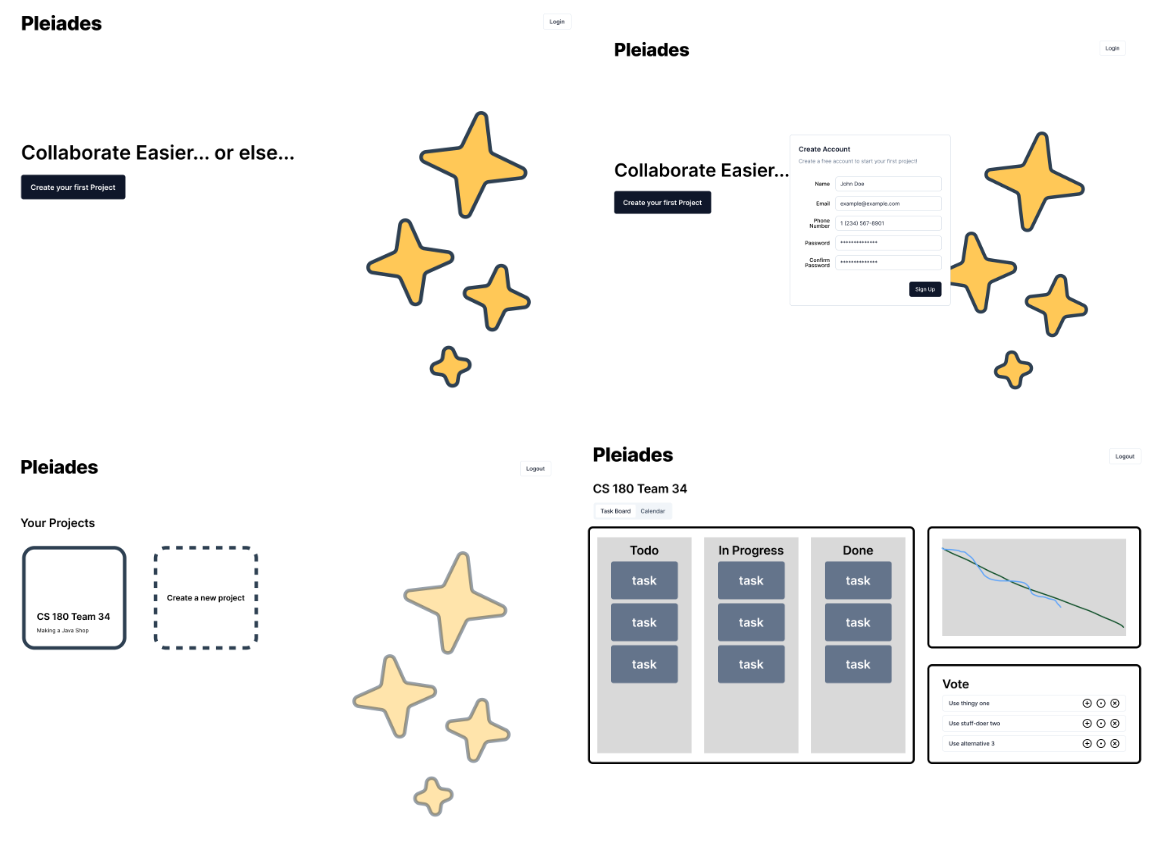 Pleiades
Login
Collaborate Easier... or else...
Create your first Project
Pleiades
Login
Collaborate Easier...
Create your first Project
Create Account
Create a free account to start your first project!
Name
John Doe
Email
example@example.com
Phone
Number
1 (234) 567-8901
Password
**************
Confirm
Password
**************
Sign Up
Pleiades
Logout
Your Projects
CS 180 Team 34
Making a Java Shop
Create a new project
Pleiades
Logout
CS 180 Team 34
Task Board Calendar
Todo
task
task
task
In Progress
task
task
task
Done
task
task
task
Vote
Use thingy one
Use stuff-doer two
Use alternative 3